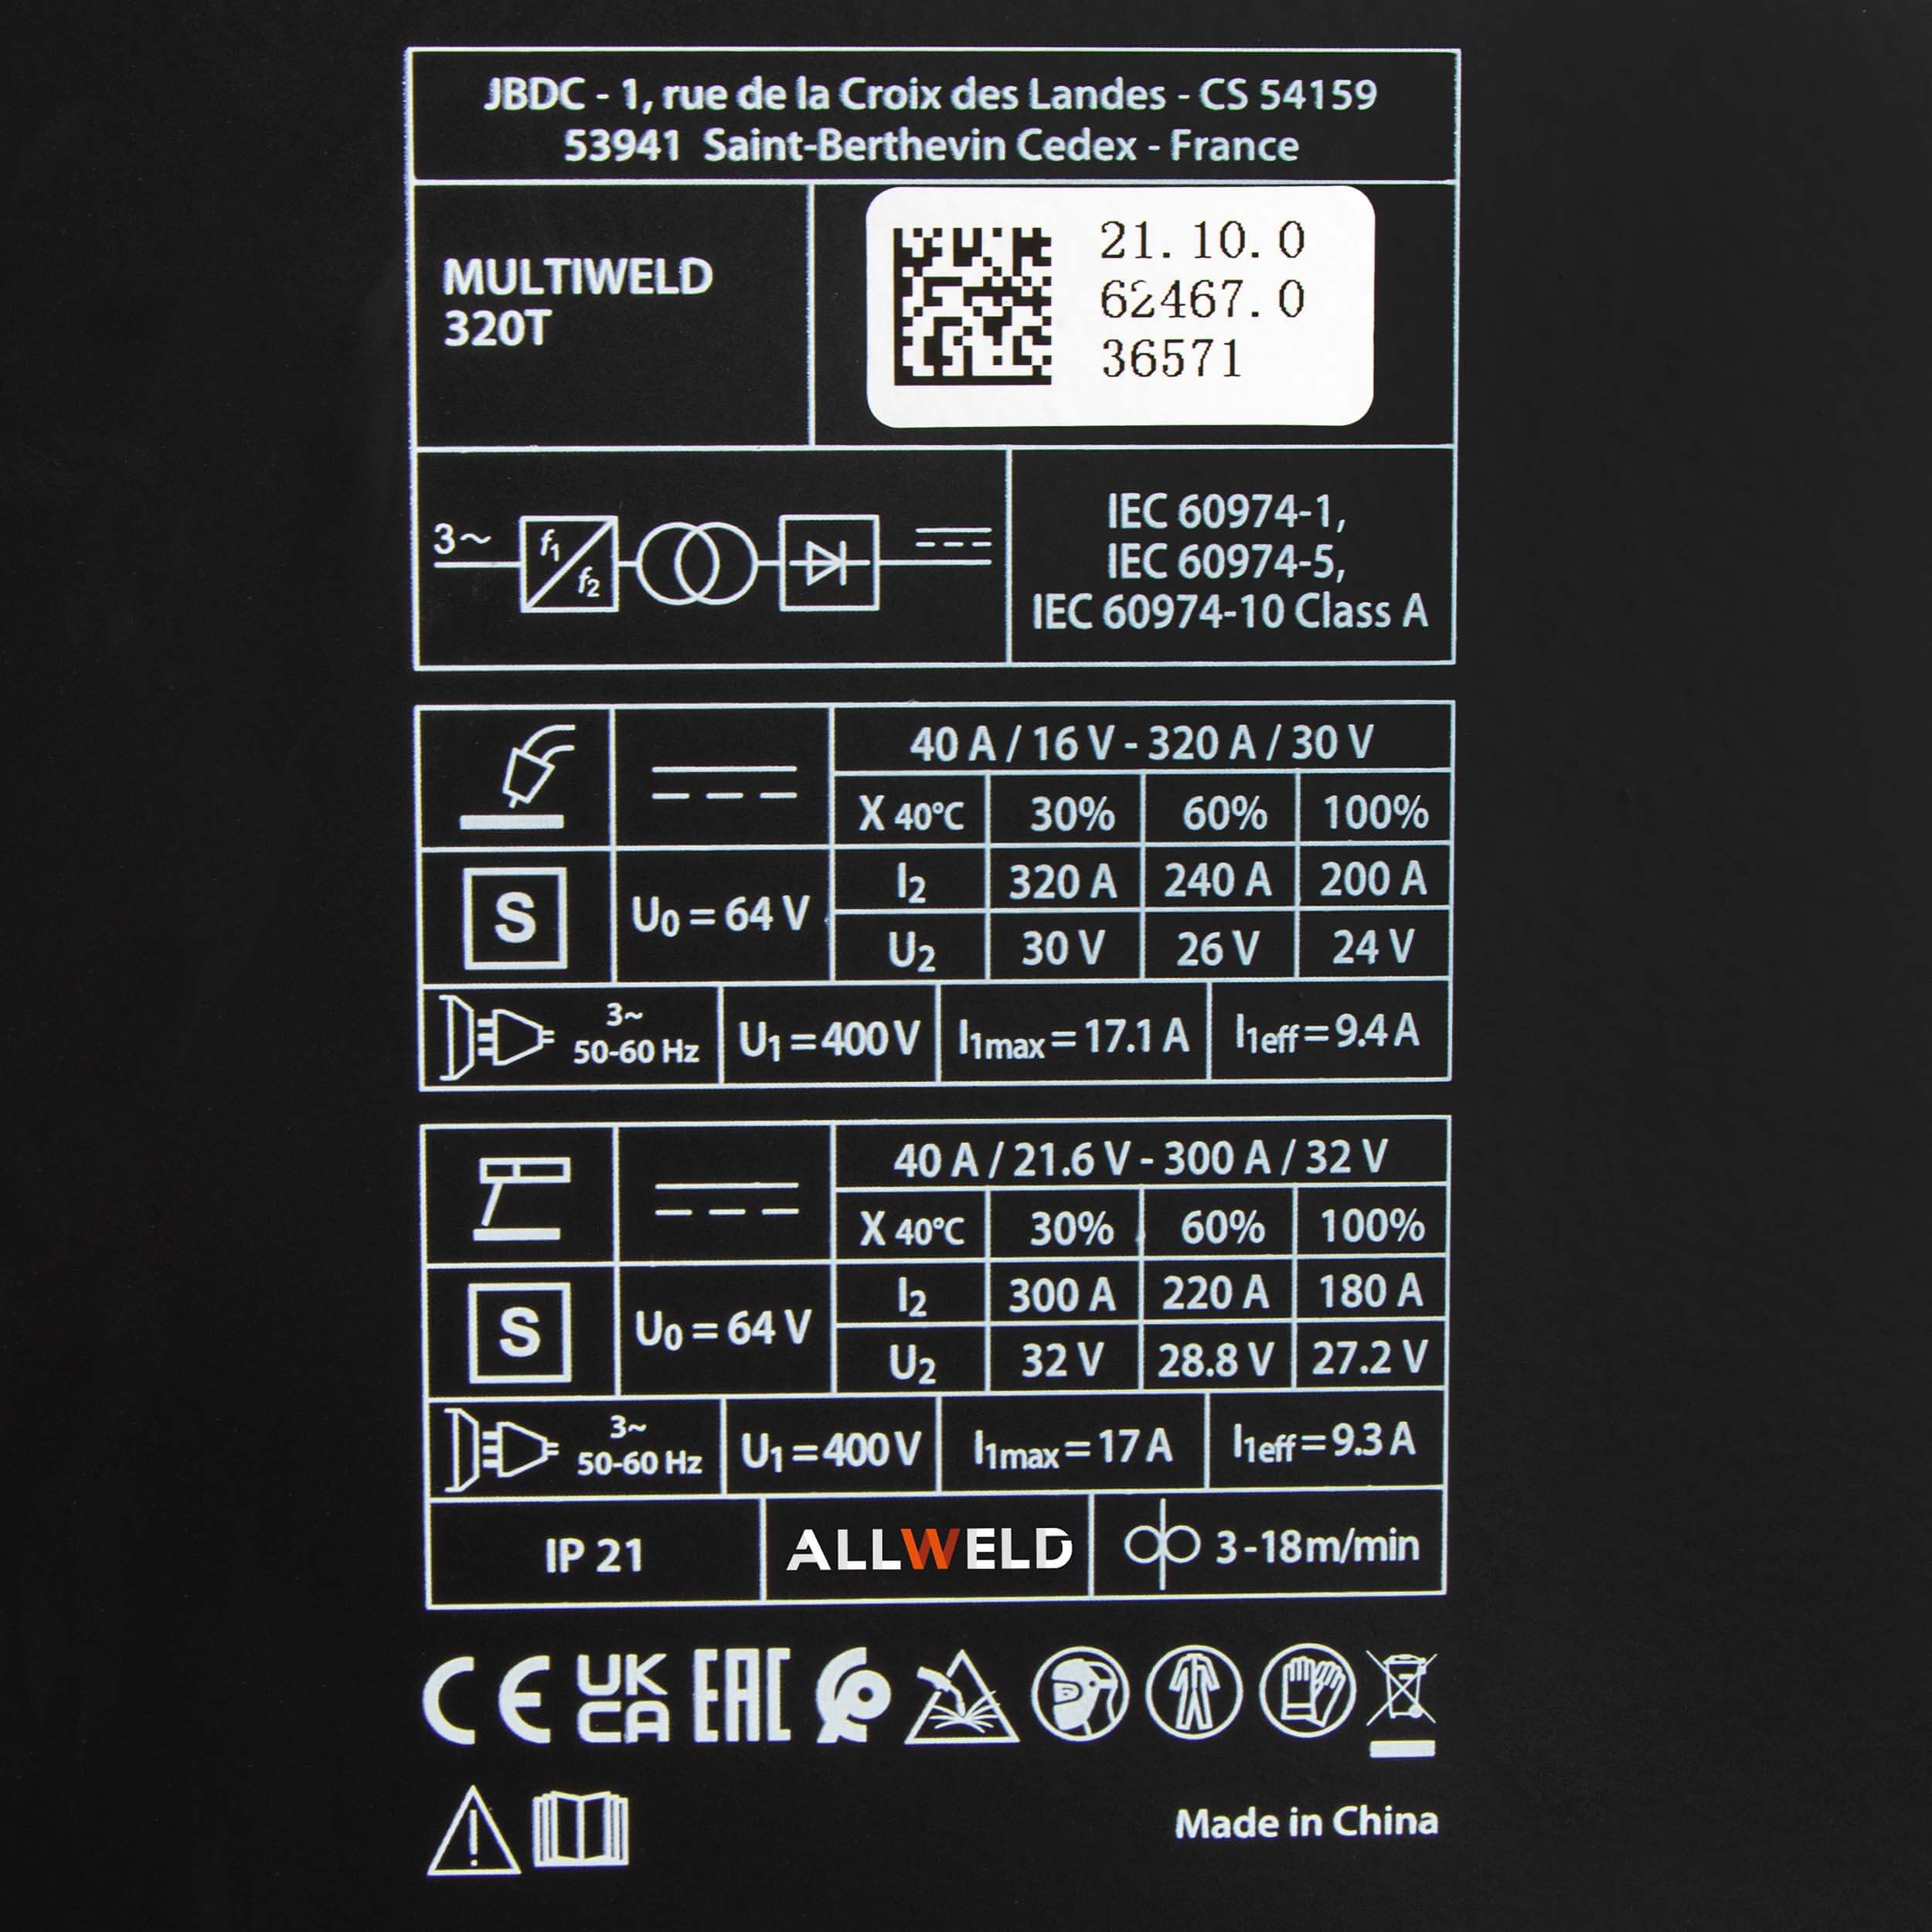 JBDC - 1, rue de la Croix des Landes - CS 54159
53941 Saint-Berthevin Cedex - France
MULTIWELD
320T
21. 10. 0
62467. 0
36571
3~
f1
f2
IEC 60974-1,
IEC 60974-5,
IEC 60974-10 Class A
40 A / 16 V - 320 A / 30 V
X 40°C 30% 60% 100%
S
U0 = 64 V
I2 320 A 240 A 200 A
U2 30 V 26 V 24 V
3~
50-60 Hz
U1 = 400 V
I1max = 17.1 A
I1eff = 9.4 A
40 A / 21.6 V - 300 A / 32 V
X 40°C 30% 60% 100%
S
U0 = 64 V
I2 300 A 220 A 180 A
U2 32 V 28.8 V 27.2 V
3~
50-60 Hz
U1 = 400 V
I1max = 17 A
I1eff = 9.3 A
IP 21
ALLWELD
3-18m/min
CE UK CA EAC
Made in China